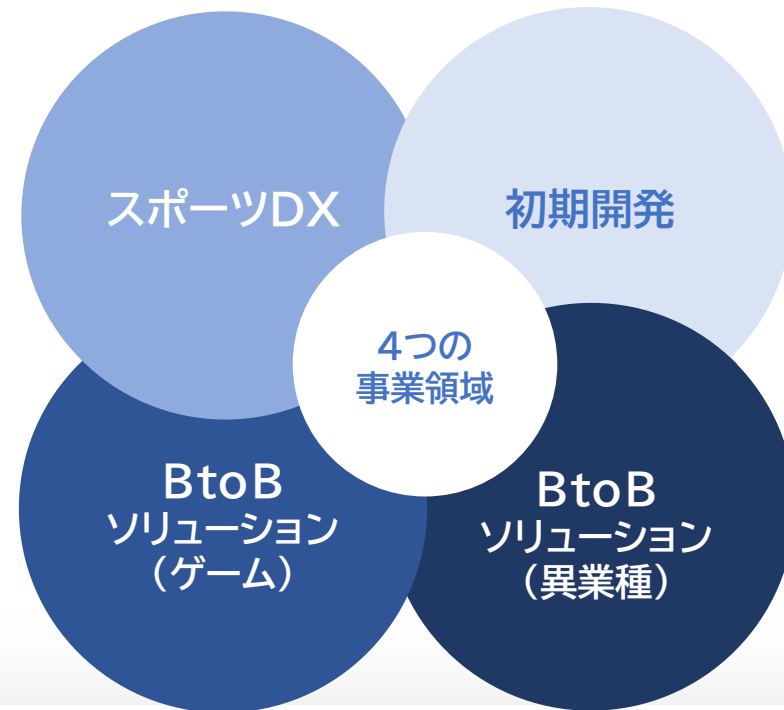 スポーツDX
初期開発
4つの
事業領域
BtoB
ソリューション
（ゲーム）
BtoB
ソリューション
（異業種）